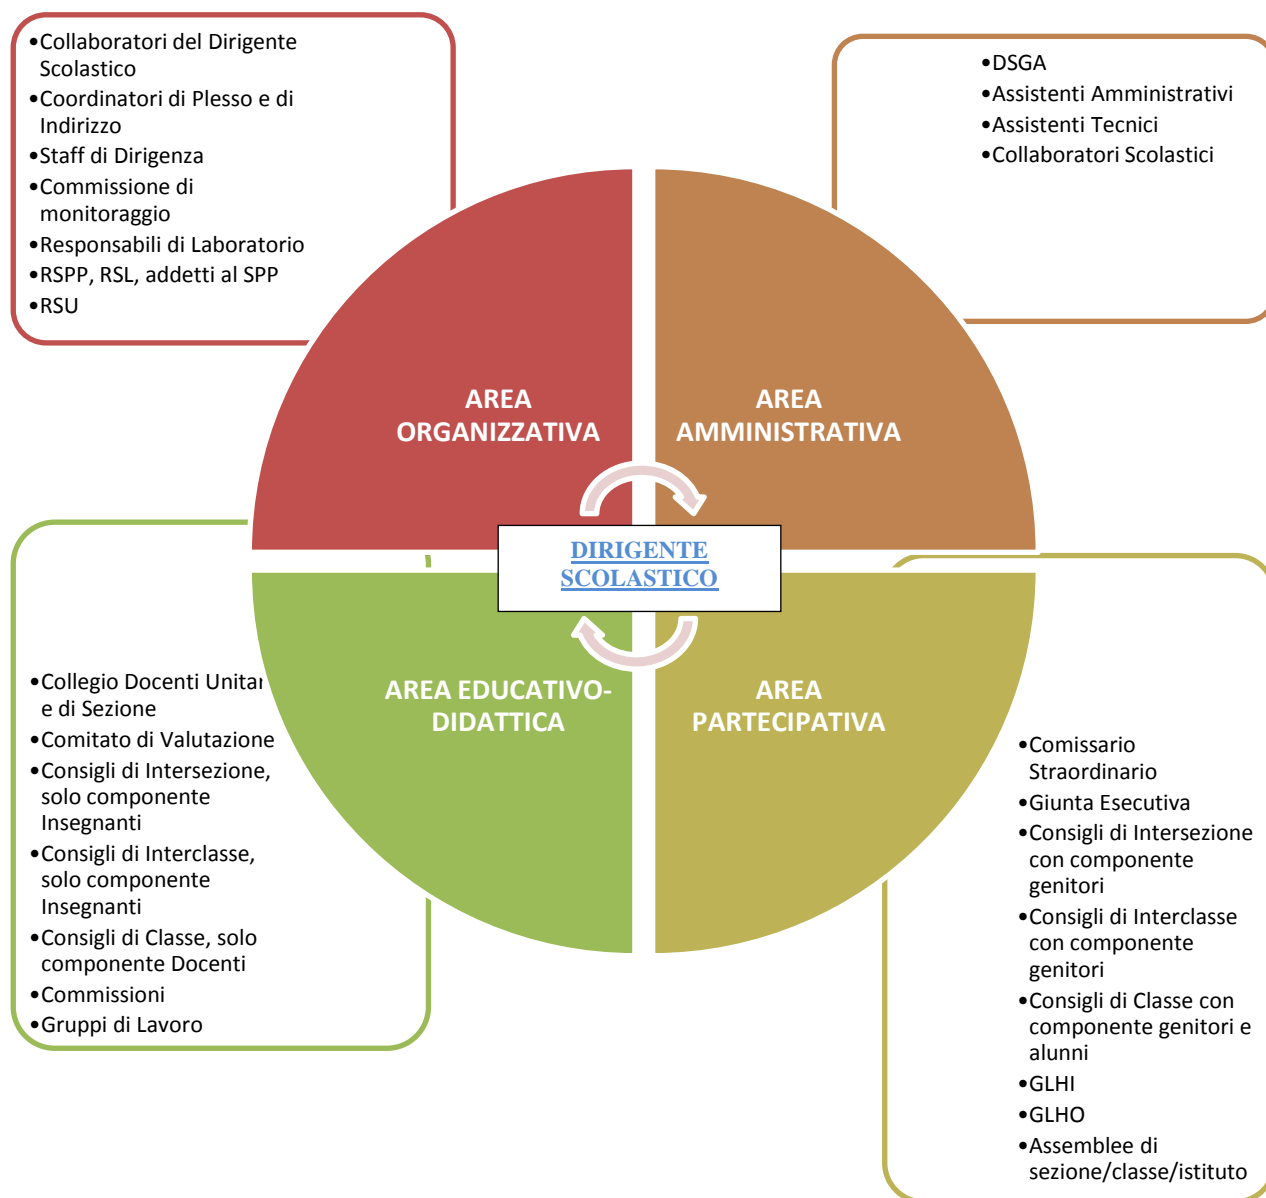 •Collaboratori del Dirigente
Scolastico
•Coordinatori di Plesso e di
Indirizzo
•Staff di Dirigenza
•Commissione di
monitoraggio
•Responsabili di Laboratorio
•RSPP, RSL, addetti al SPP
•RSU
•DSGA
•Assistenti Amministrativi
•Assistenti Tecnici
•Collaboratori Scolastici
AREA
ORGANIZZATIVA
AREA
AMMINISTRATIVA
DIRIGENTE
SCOLASTICO
AREA EDUCATIVO-
DIDATTICA
AREA
PARTECIPATIVA
•Collegio Docenti
e di Sezione
•Comitato di Valutazione
•Consigli di Intersezione,
solo componente
Insegnanti
•Consigli di Interclasse,
solo componente
Insegnanti
•Consigli di Classe, solo
componente Docenti
•Commissioni
•Gruppi di Lavoro
•Comissario
Straordinario
•Giunta Esecutiva
•Consigli di Intersezione
con componente
genitori
•Consigli di Interclasse
con componente
genitori
•Consigli di Classe con
componente genitori e
alunni
•GLHI
•GLHO
•Assemblee di
sezione/classe/istituto